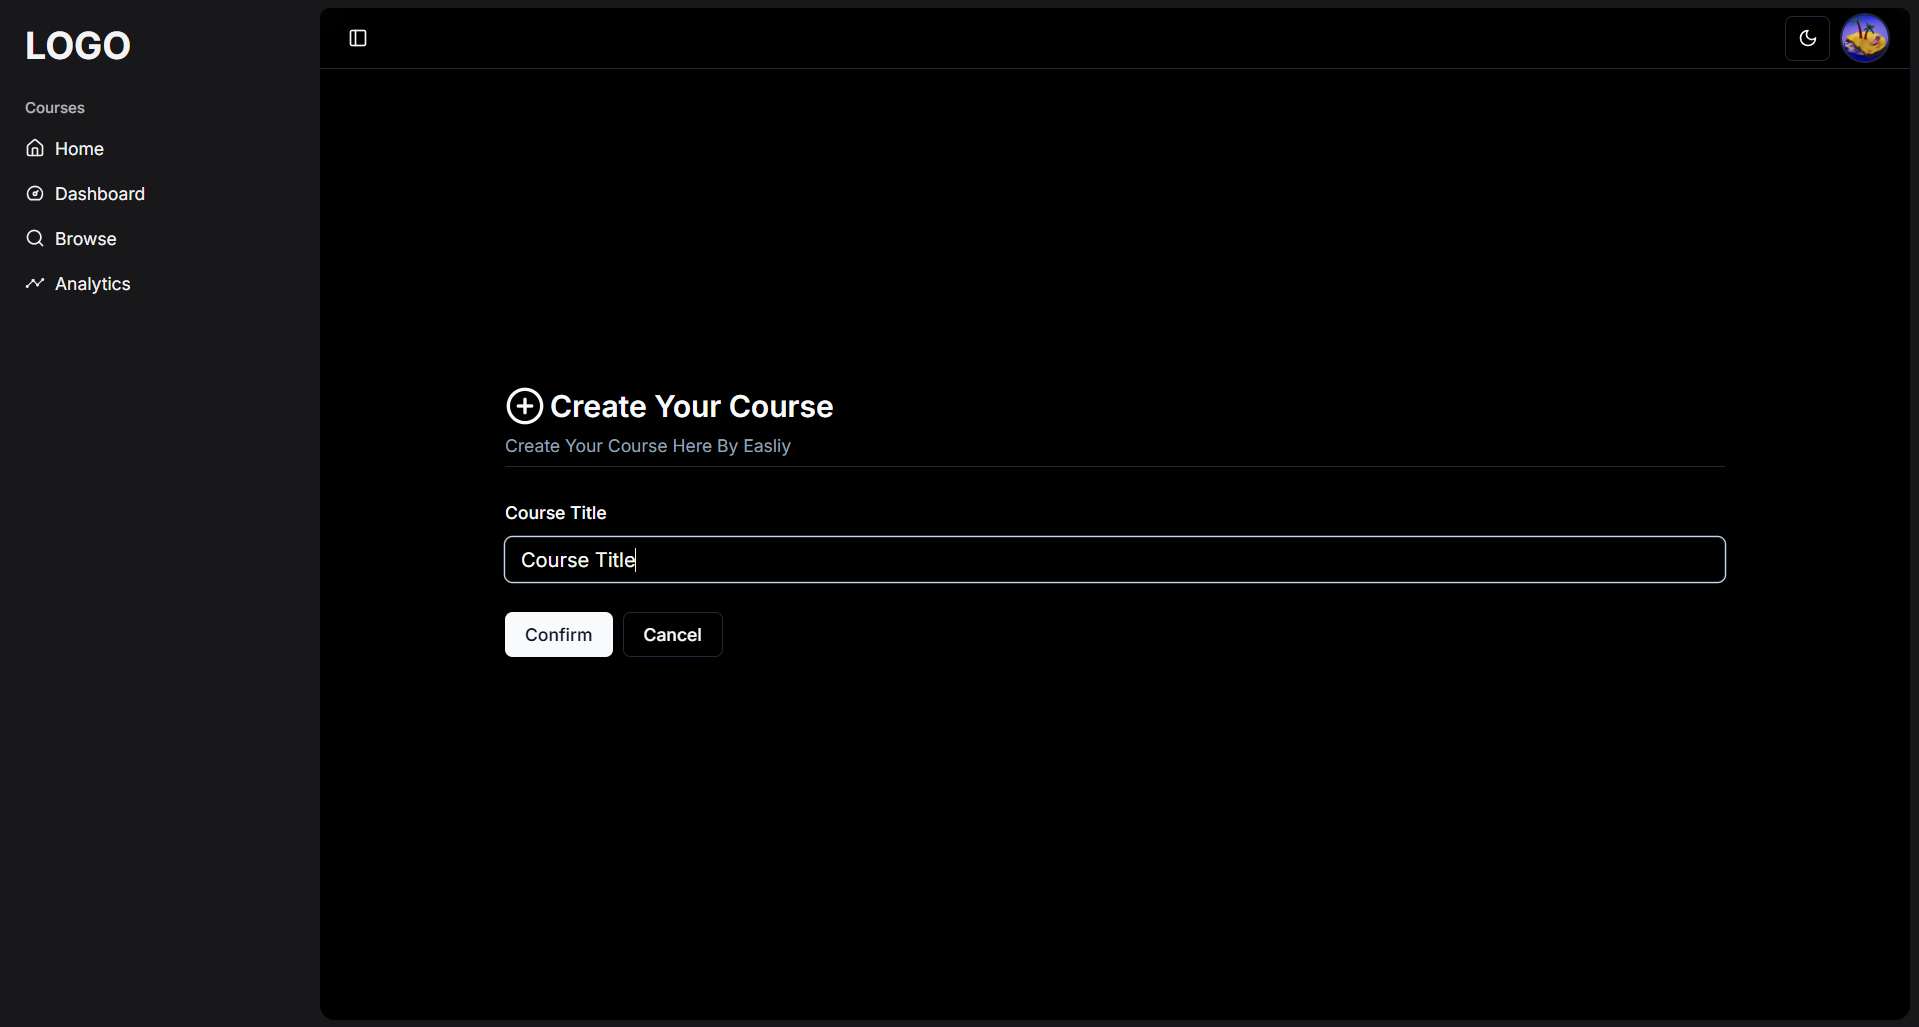 LOGO
Courses
Home
Dashboard
Browse
Analytics
Create Your Course
Create Your Course Here By Easliy
Course Title
Course Title
Confirm
Cancel